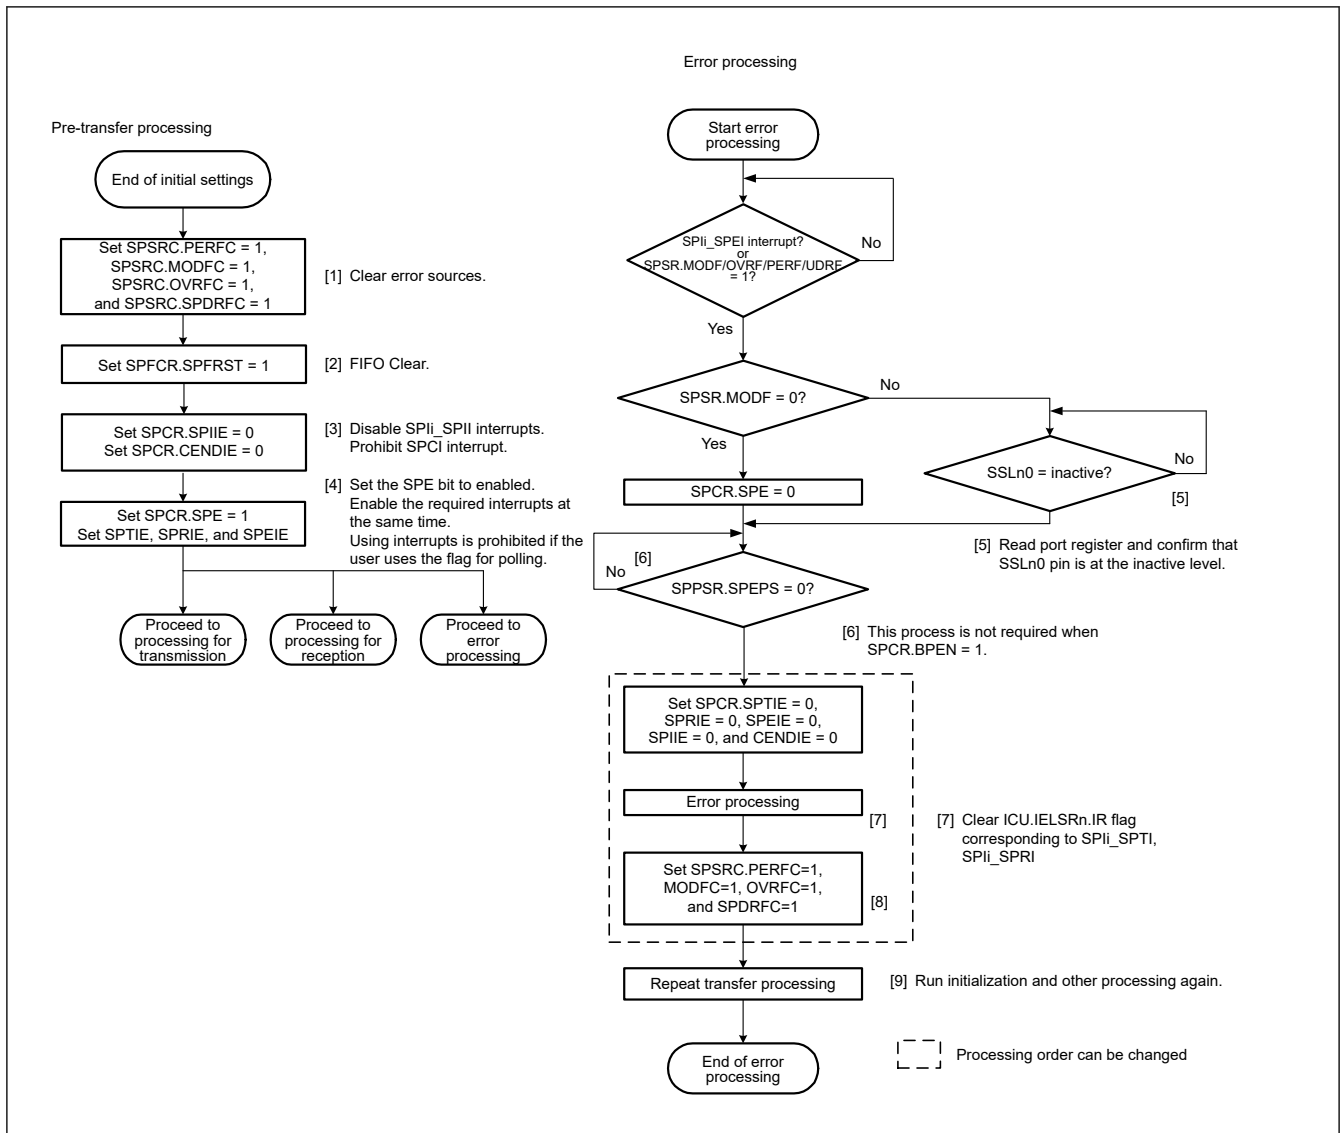 Pre-transfer processing
End of initial settings
Set SPSRC.PERFC = 1,
SPSRC.MODFC = 1,
SPSRC.OVRFC = 1,
and SPSRC.SPDRFC = 1
[1] Clear error sources.
Set SPFCR.SPFRST = 1
[2] FIFO Clear.
Set SPCR.SPIIE = 0
Set SPCR.CENDIE = 0
[3] Disable SPIi_SPII interrupts.
Prohibit SPCI interrupt.
Set SPCR.SPE = 1
Set SPTIE, SPRIE, and SPEIE
[4] Set the SPE bit to enabled.
Enable the required interrupts at
the same time.
Using interrupts is prohibited if the
user uses the flag for polling.
Proceed to
processing for
transmission
Proceed to
processing for
reception
Proceed to
error
processing
Error processing
Start error
processing
SPIi_SPEI interrupt?
or
SPSR.MODF/OVRF/PERF/UDRF
= 1?
No
Yes
SPSR.MODF = 0?
No
Yes
SSLn0 = inactive?
No
[5]
SPCR.SPE = 0
[5] Read port register and confirm that
SSLn0 pin is at the inactive level.
[6]
No
SPPSR.SPEPS = 0?
[6] This process is not required when
SPCR.BPEN = 1.
Set SPCR.SPTIE = 0,
SPRIE = 0, SPEIE = 0,
SPIIE = 0, and CENDIE = 0
Error processing
[7]
[7] Clear ICU.IELSRn.IR flag
corresponding to SPIi_SPTI,
SPIi_SPRI
Set SPSRC.PERFC=1,
MODFC=1, OVRFC=1,
and SPDRFC=1
[8]
Repeat transfer processing
[9] Run initialization and other processing again.
End of error
processing
Processing order can be changed